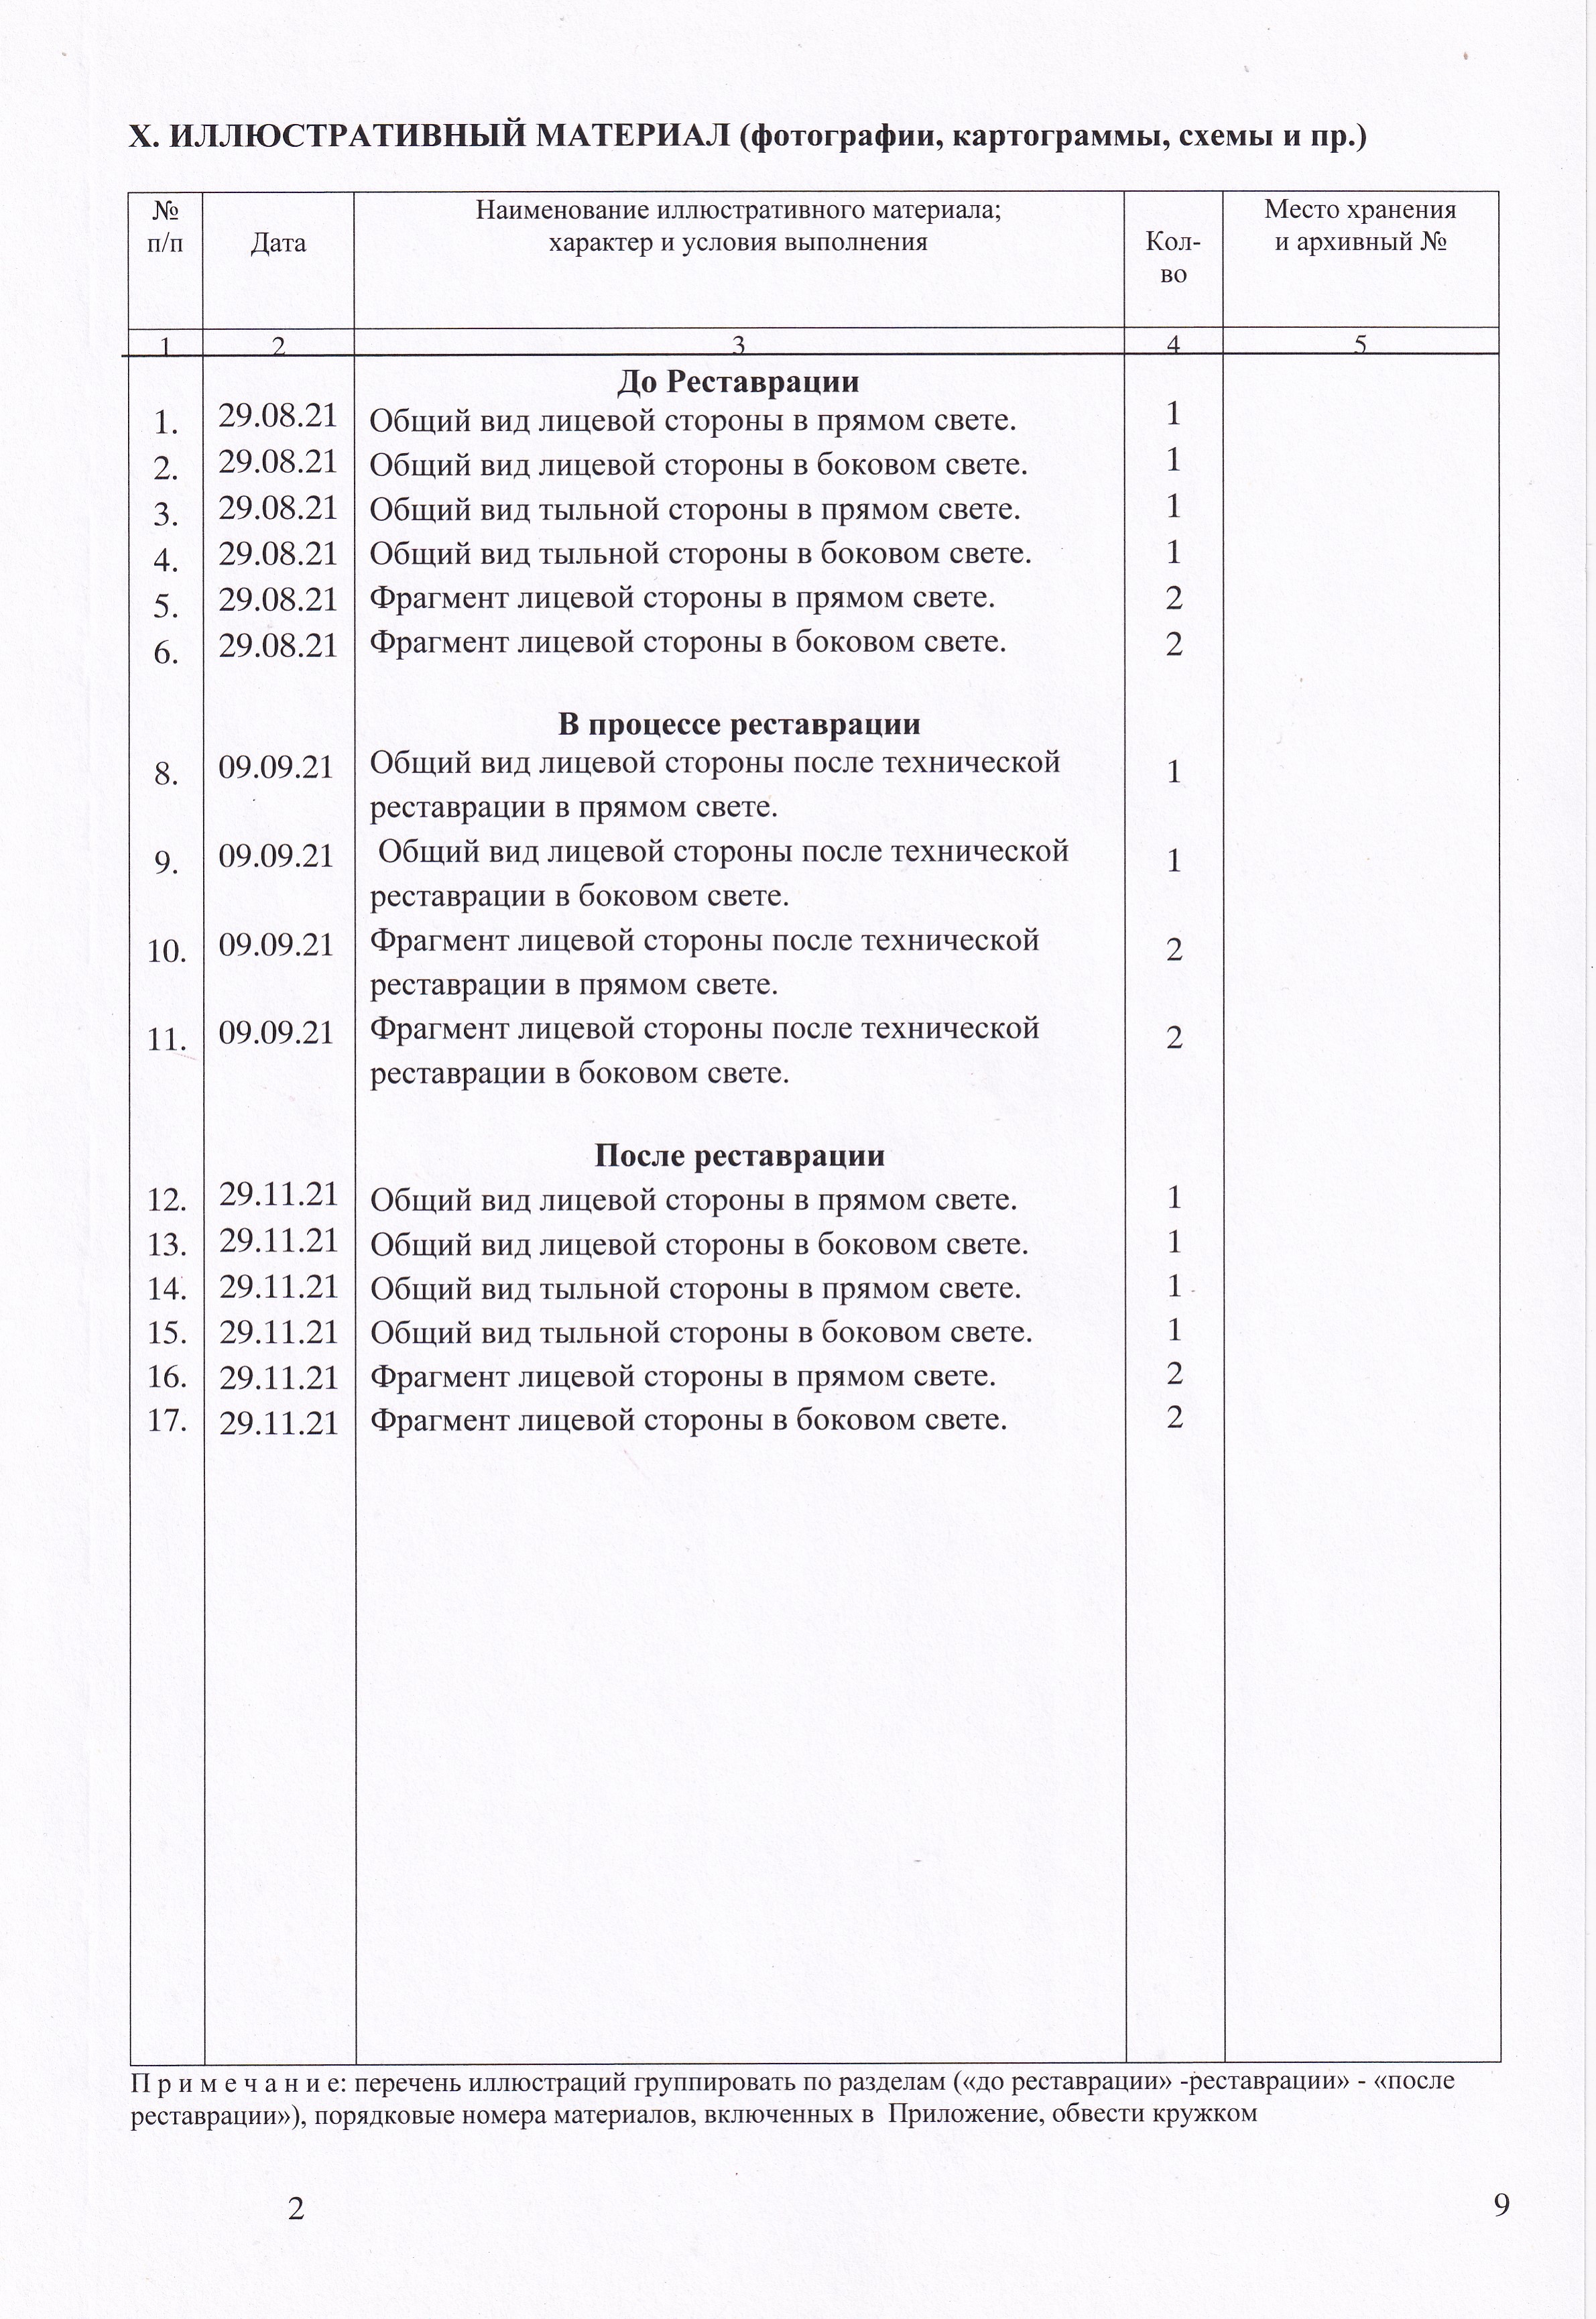 X. ИЛЛЮСТРАТИВНЫЙ МАТЕРИАЛ (фотографии, картограммы, схемы и пр.)
№ п/п Дата Наименование иллюстративного материала; характер и условия выполнения Кол-во Место хранения и архивный №
1 2 3 4 5
До Реставрации
1. 29.08.21 Общий вид лицевой стороны в прямом свете. 1
2. 29.08.21 Общий вид лицевой стороны в боковом свете. 1
3. 29.08.21 Общий вид тыльной стороны в прямом свете. 1
4. 29.08.21 Общий вид тыльной стороны в боковом свете. 1
5. 29.08.21 Фрагмент лицевой стороны в прямом свете. 2
6. 29.08.21 Фрагмент лицевой стороны в боковом свете. 2
В процессе реставрации
8. 09.09.21 Общий вид лицевой стороны после технической 1
реставрации в прямом свете.
9. 09.09.21 Общий вид лицевой стороны после технической 1
реставрации в боковом свете.
10. 09.09.21 Фрагмент лицевой стороны после технической 2
реставрации в прямом свете.
11. 09.09.21 Фрагмент лицевой стороны после технической 2
реставрации в боковом свете.
После реставрации
12. 29.11.21 Общий вид лицевой стороны в прямом свете. 1
13. 29.11.21 Общий вид лицевой стороны в боковом свете. 1
14. 29.11.21 Общий вид тыльной стороны в прямом свете. 1
15. 29.11.21 Общий вид тыльной стороны в боковом свете. 1
16. 29.11.21 Фрагмент лицевой стороны в прямом свете. 2
17. 29.11.21 Фрагмент лицевой стороны в боковом свете. 2
П р и м е ч а н и е: перечень иллюстраций группировать по разделам («до реставрации» -реставрации» - «после
реставрации»), порядковые номера материалов, включенных в Приложение, обвести кружком
2 9